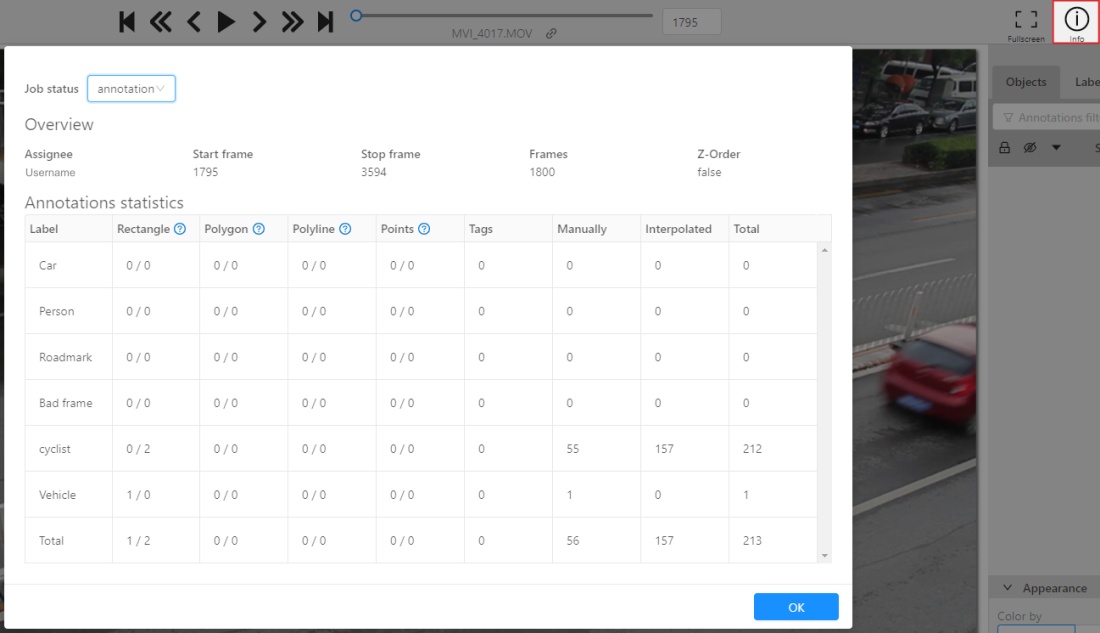 1795
MVI_4017.MOV
Fullscreen
Info
Job status annotation
Overview
Assignee Start frame Stop frame Frames Z-Order
Username 1795 3594 1800 false
Annotations statistics
Label Rectangle Polygon Polyline Points Tags Manually Interpolated Total
Car 0 / 0 0 / 0 0 / 0 0 / 0 0 0 0 0
Person 0 / 0 0 / 0 0 / 0 0 / 0 0 0 0 0
Roadmark 0 / 0 0 / 0 0 / 0 0 / 0 0 0 0 0
Bad frame 0 / 0 0 / 0 0 / 0 0 / 0 0 0 0 0
cyclist 0 / 2 0 / 0 0 / 0 0 / 0 0 55 157 212
Vehicle 1 / 0 0 / 0 0 / 0 0 / 0 0 1 0 1
Total 1 / 2 0 / 0 0 / 0 0 / 0 0 56 157 213
OK
Objects Labe
Annotations filt
S
Appearance
Color by